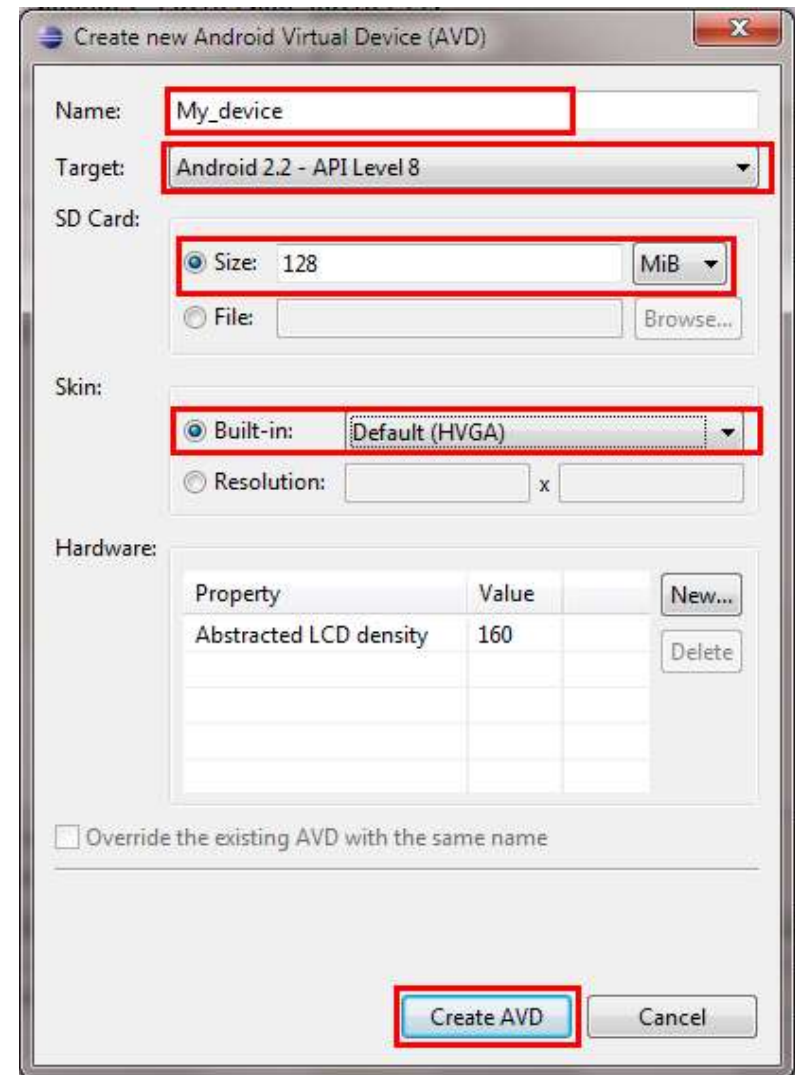 Create new Android Virtual Device (AVD)
Name: My_device
Target: Android 2.2 - API Level 8
SD Card:
Size: 128 MiB
File: Browse...
Skin:
Built-in: Default (HVGA)
Resolution: x
Hardware:
Property Value New...
Abstracted LCD density 160 Delete
Override the existing AVD with the same name
Create AVD Cancel